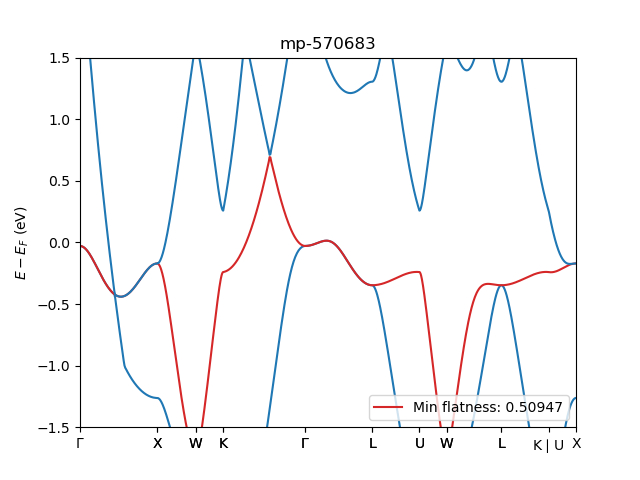 mp-570683
E − E_F (eV)
1.5
1.0
0.5
0.0
−0.5
−1.0
−1.5
Min flatness: 0.50947
Γ X W K Γ L U W L K | U X